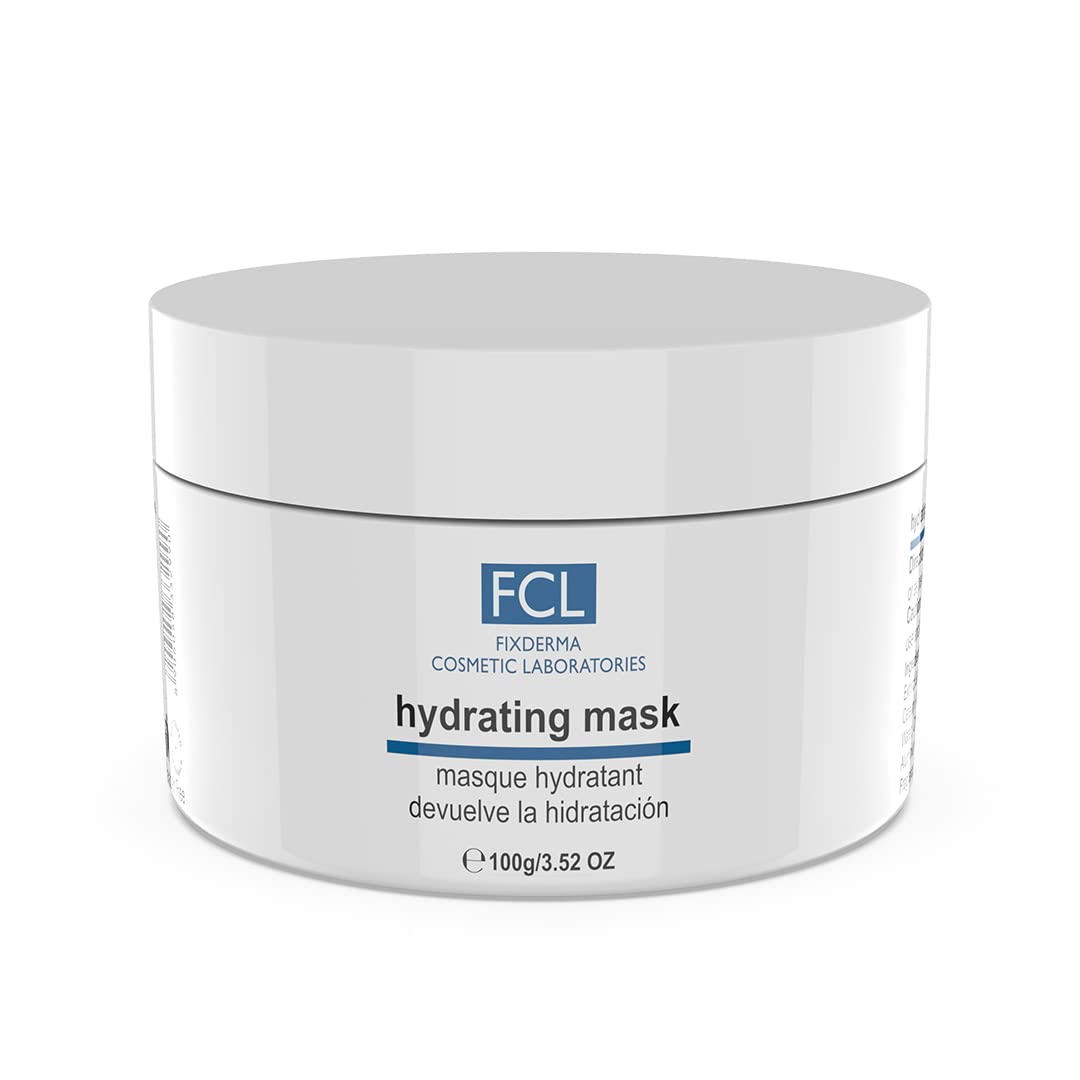 FCL
FIXDERMA
COSMETIC LABORATORIES
hydrating mask
masque hydratant
devuelve la hidratación
℮100g/3.52 OZ